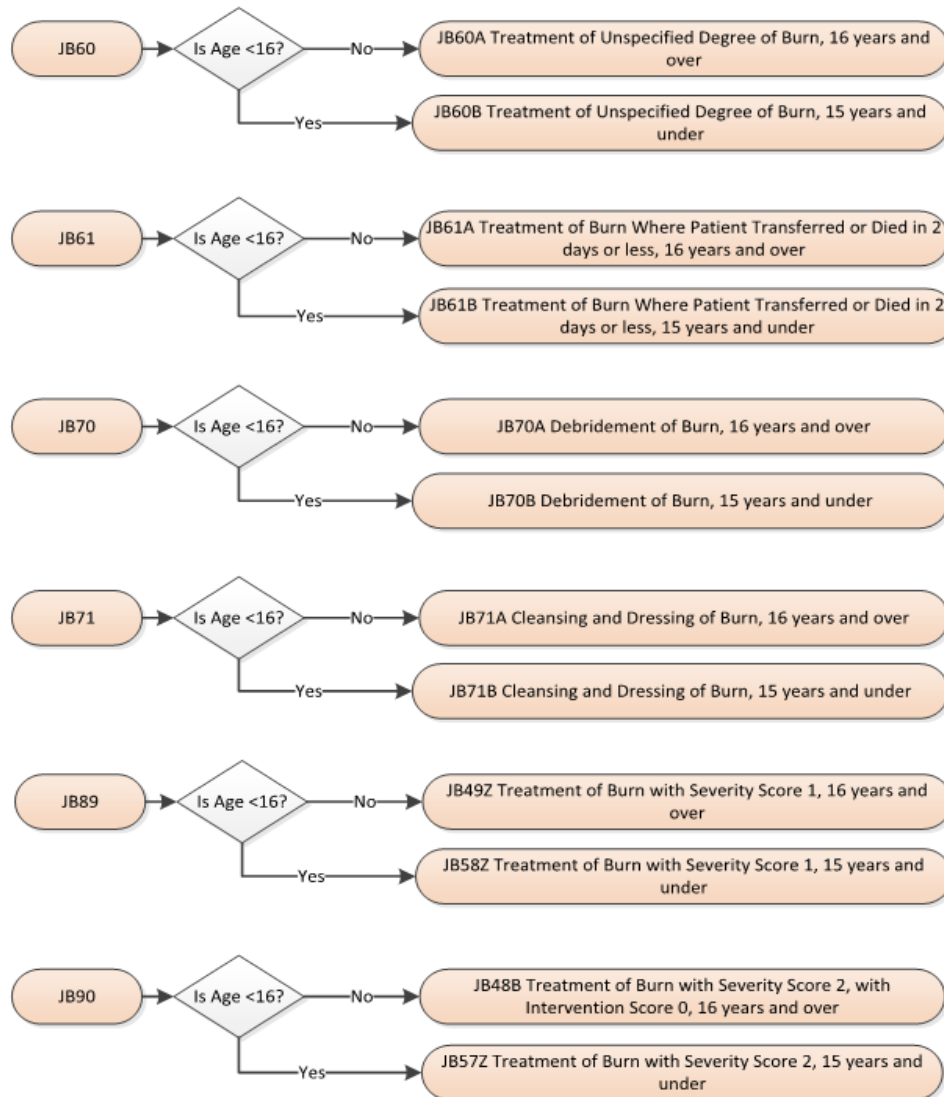 JB60
Is Age <16?
No
JB60A Treatment of Unspecified Degree of Burn, 16 years and
over
Yes
JB60B Treatment of Unspecified Degree of Burn, 15 years and
under
JB61
Is Age <16?
No
JB61A Treatment of Burn Where Patient Transferred or Died in 2
days or less, 16 years and over
Yes
JB61B Treatment of Burn Where Patient Transferred or Died in 2
days or less, 15 years and under
JB70
Is Age <16?
No
JB70A Debridement of Burn, 16 years and over
Yes
JB70B Debridement of Burn, 15 years and under
JB71
Is Age <16?
No
JB71A Cleansing and Dressing of Burn, 16 years and over
Yes
JB71B Cleansing and Dressing of Burn, 15 years and under
JB89
Is Age <16?
No
JB49Z Treatment of Burn with Severity Score 1, 16 years and
over
Yes
JB58Z Treatment of Burn with Severity Score 1, 15 years and
under
JB90
Is Age <16?
No
JB48B Treatment of Burn with Severity Score 2, with
Intervention Score 0, 16 years and over
Yes
JB57Z Treatment of Burn with Severity Score 2, 15 years and
under